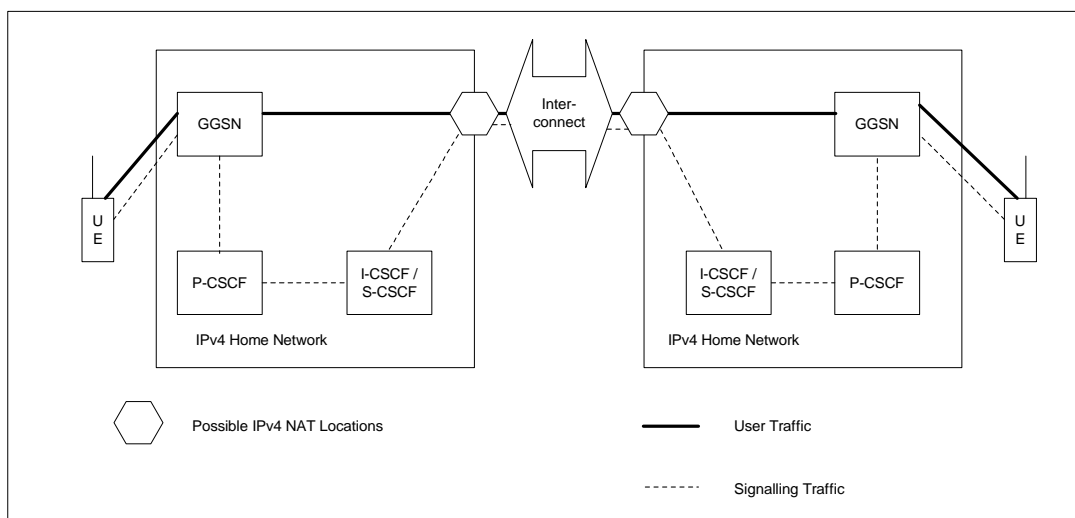 Inter-
connect
GGSN
GGSN
U
E
U
E
P-CSCF
I-CSCF /
S-CSCF
I-CSCF /
S-CSCF
P-CSCF
IPv4 Home Network
IPv4 Home Network
Possible IPv4 NAT Locations
User Traffic
Signalling Traffic